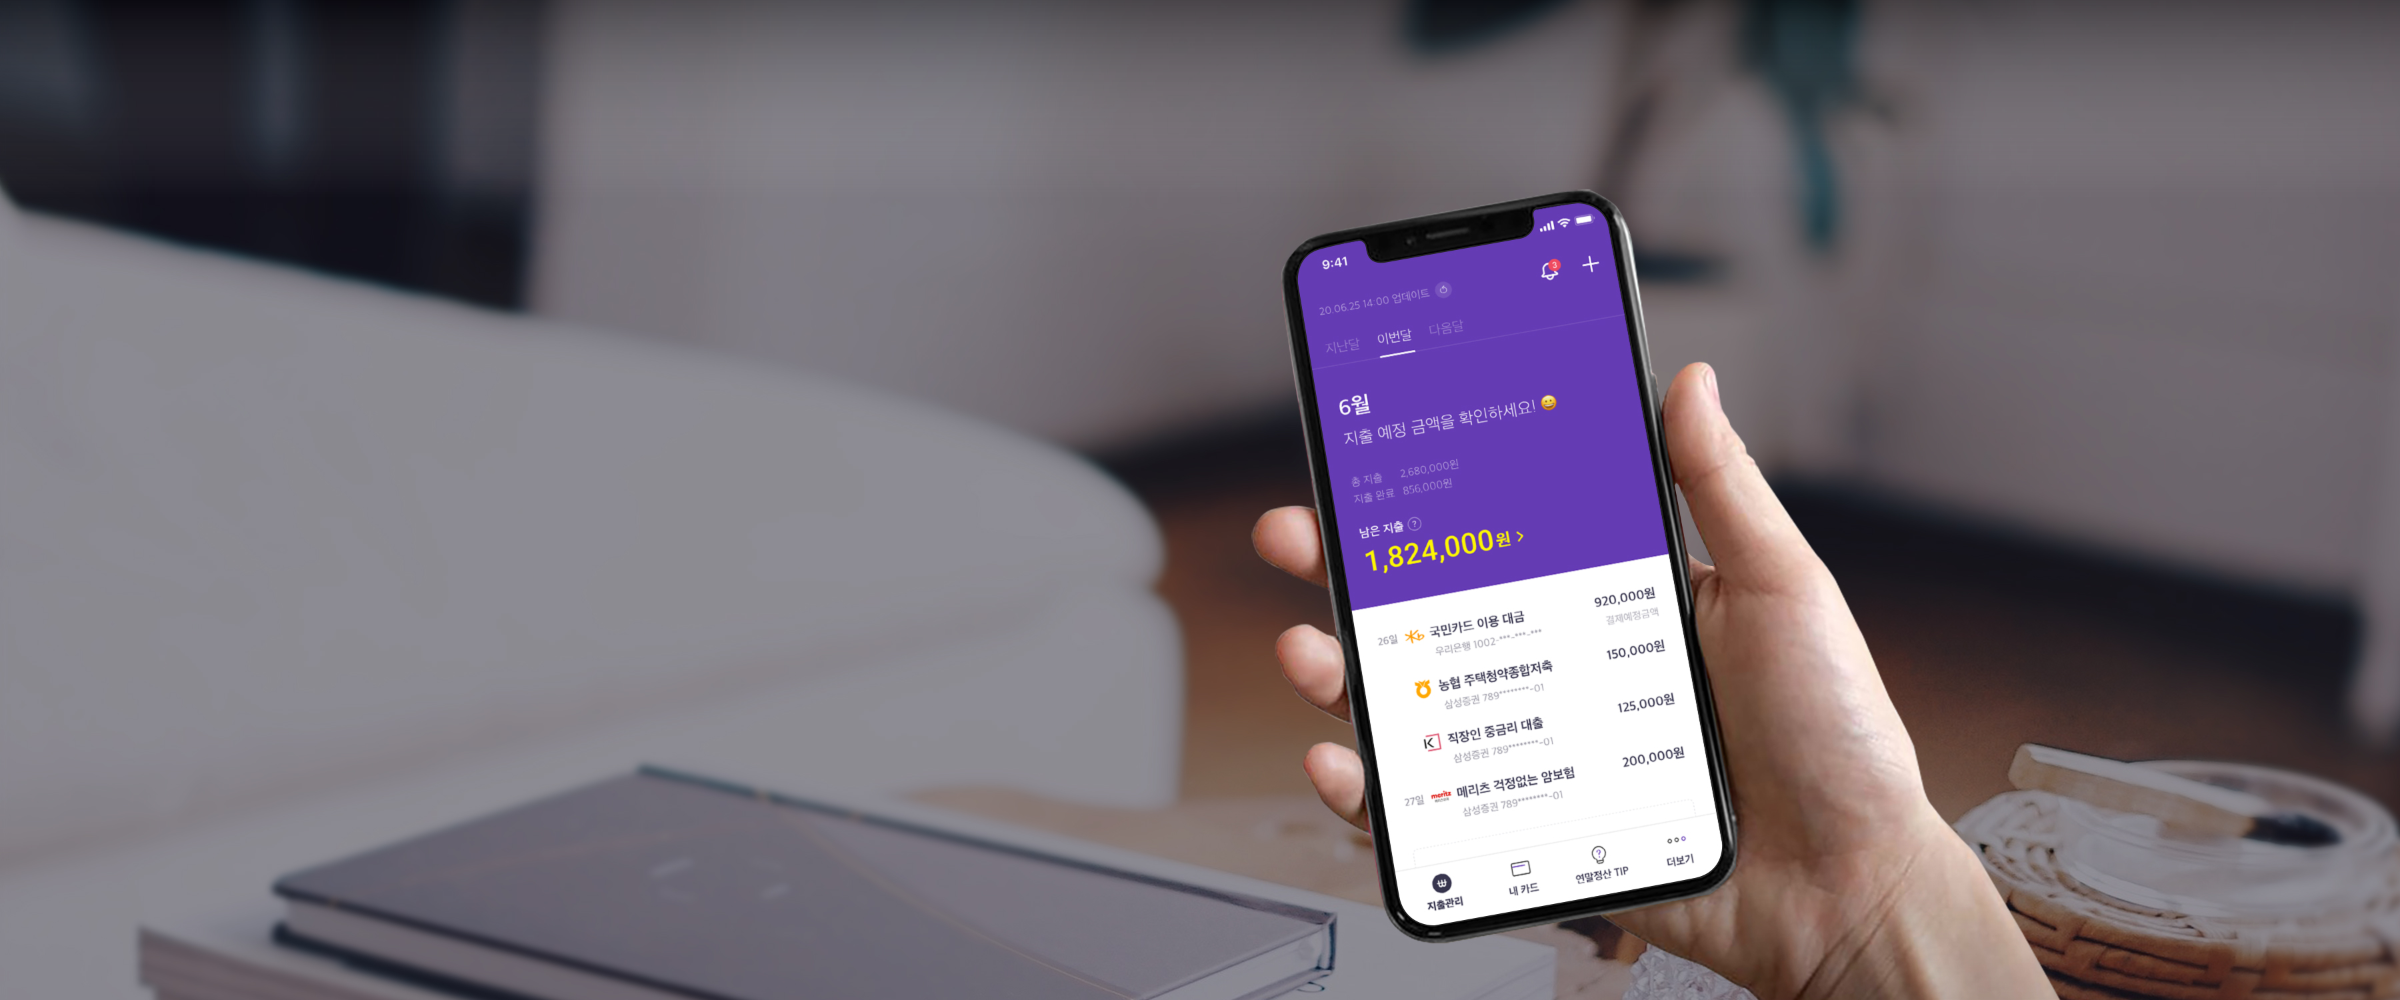 9:41
3
20.06.25 14:00 업데이트
지난달 이번달 다음달
6월
지출 예정 금액을 확인하세요! 😀
총 지출 2,680,000원
지출 완료 856,000원
남은 지출 ?
1,824,000원 >
26일 Kb 국민카드 이용 대금 920,000원
우리은행 1002-***-***-*** 결제예정금액
농협 주택청약종합저축 150,000원
삼성증권 789********-01
K 직장인 중금리 대출 125,000원
삼성증권 789********-01
27일 meritz 메리츠 걱정없는 암보험 200,000원
삼성증권 789********-01
지출관리 내 카드 연말정산 TIP 더보기